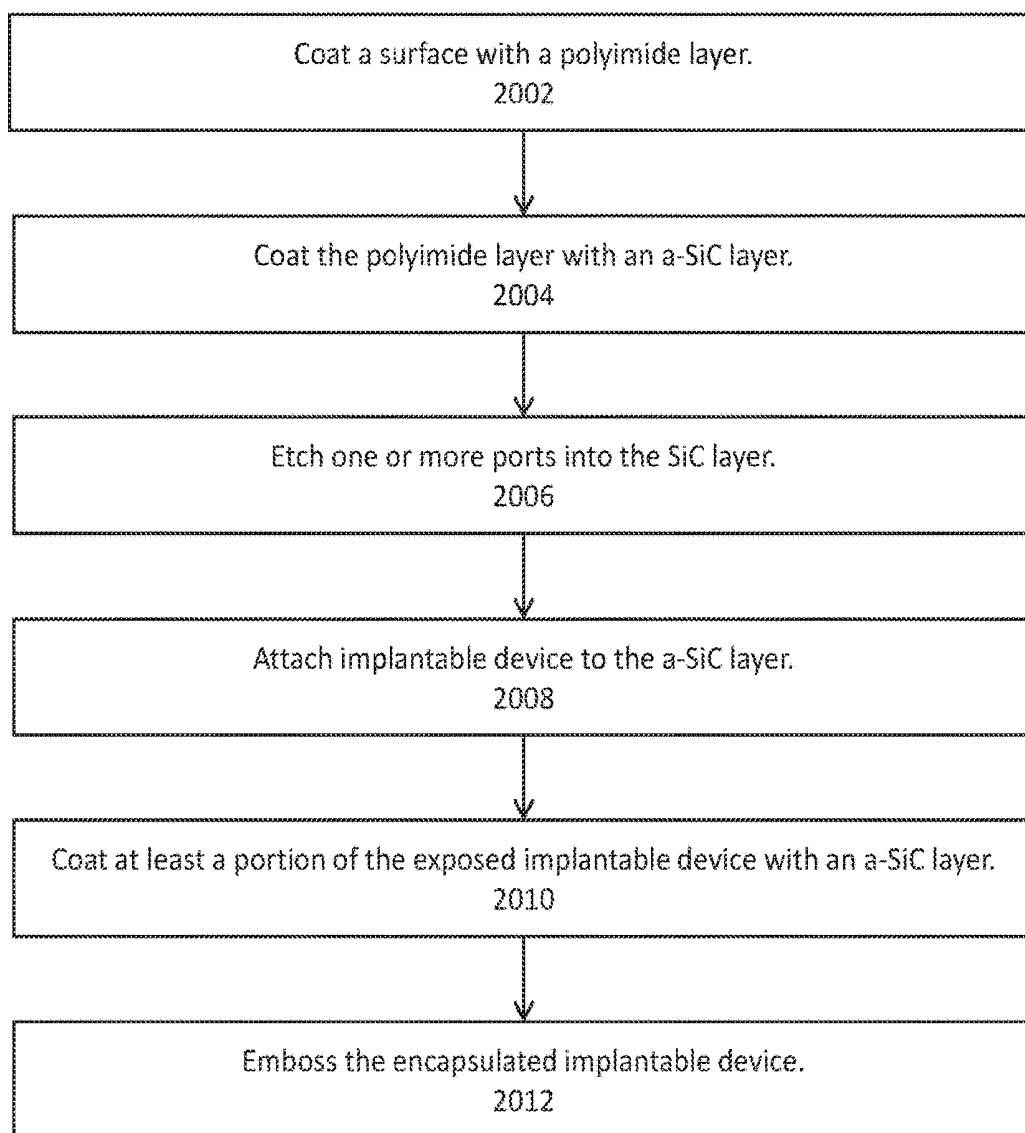 Coat a surface with a polyimide layer.
2002
Coat the polyimide layer with an a-SiC layer.
2004
Etch one or more ports into the SiC layer.
2006
Attach implantable device to the a-SiC layer.
2008
Coat at least a portion of the exposed implantable device with an a-SiC layer.
2010
Emboss the encapsulated implantable device.
2012